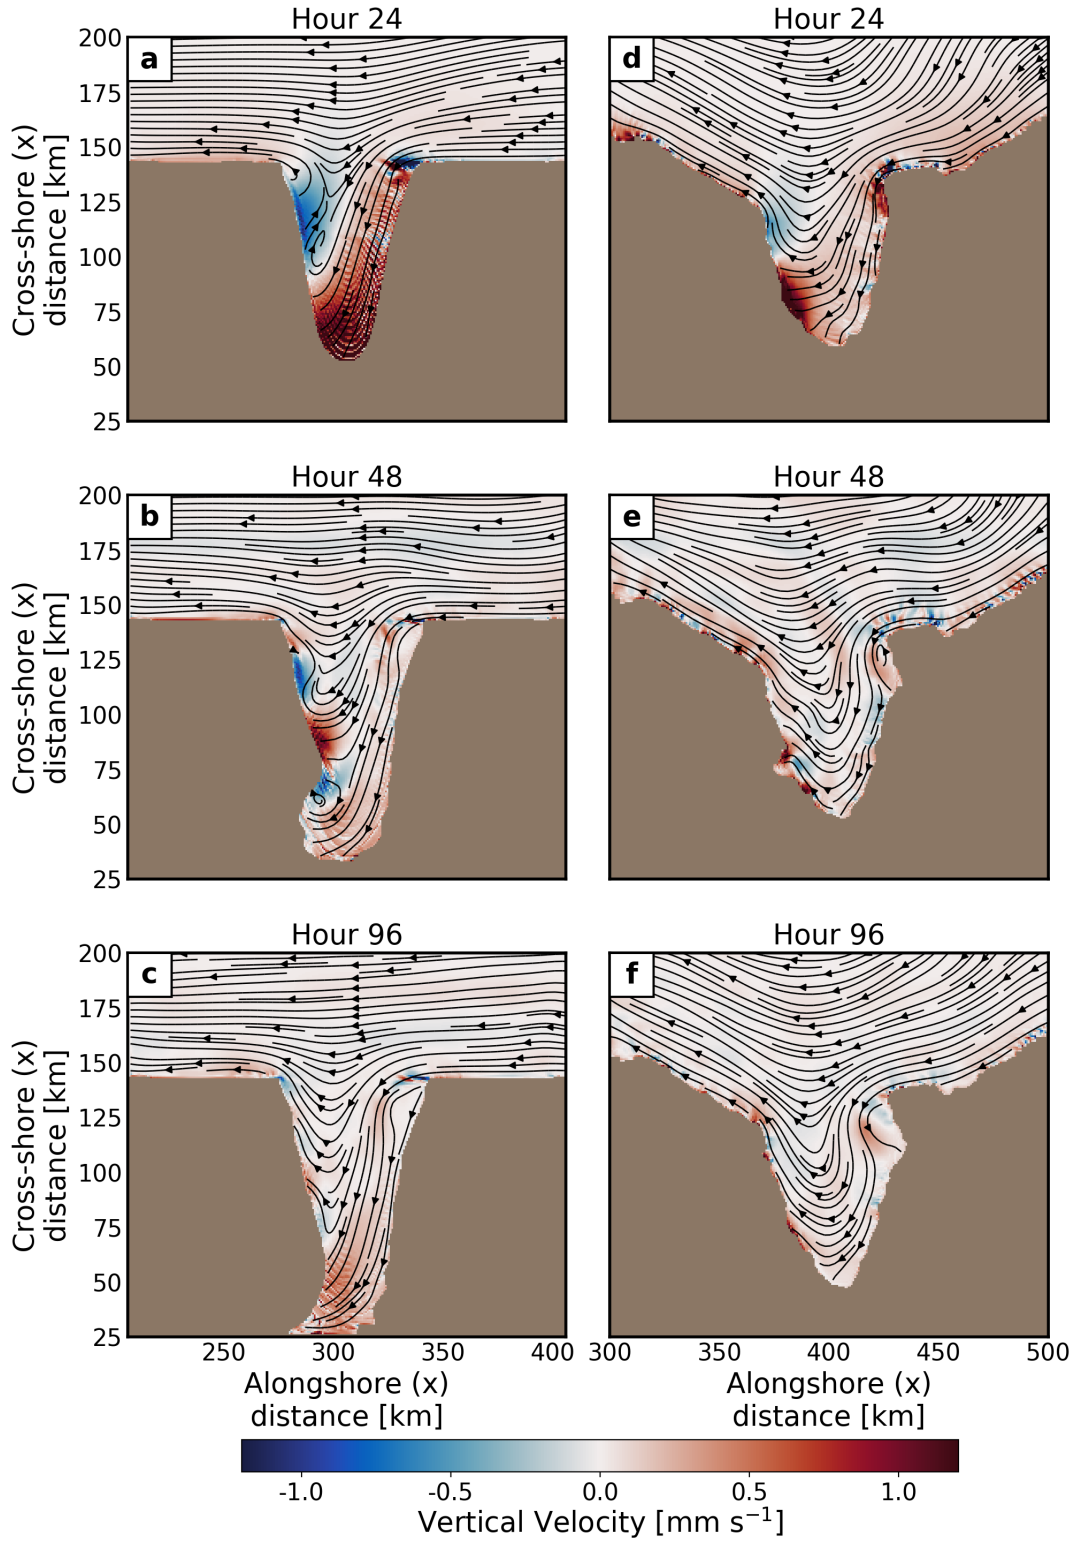 Hour 24
Hour 24
a
d
200
175
150
125
100
75
50
25
Cross-shore (x)
distance [km]
Hour 48
Hour 48
b
e
200
175
150
125
100
75
50
25
Cross-shore (x)
distance [km]
Hour 96
Hour 96
c
f
200
175
150
125
100
75
50
25
Cross-shore (x)
distance [km]
250 300 350 400
300 350 400 450 500
Alongshore (x)
distance [km]
Alongshore (x)
distance [km]
-1.0 -0.5 0.0 0.5 1.0
Vertical Velocity [mm s⁻¹]